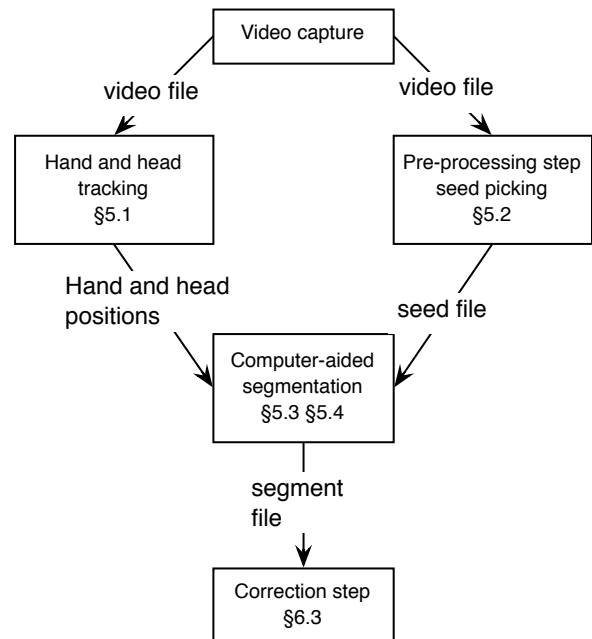 Video capture
video file
video file
Hand and head
tracking
§5.1
Pre-processing step
seed picking
§5.2
Hand and head
positions
seed file
Computer-aided
segmentation
§5.3 §5.4
segment
file
Correction step
§6.3